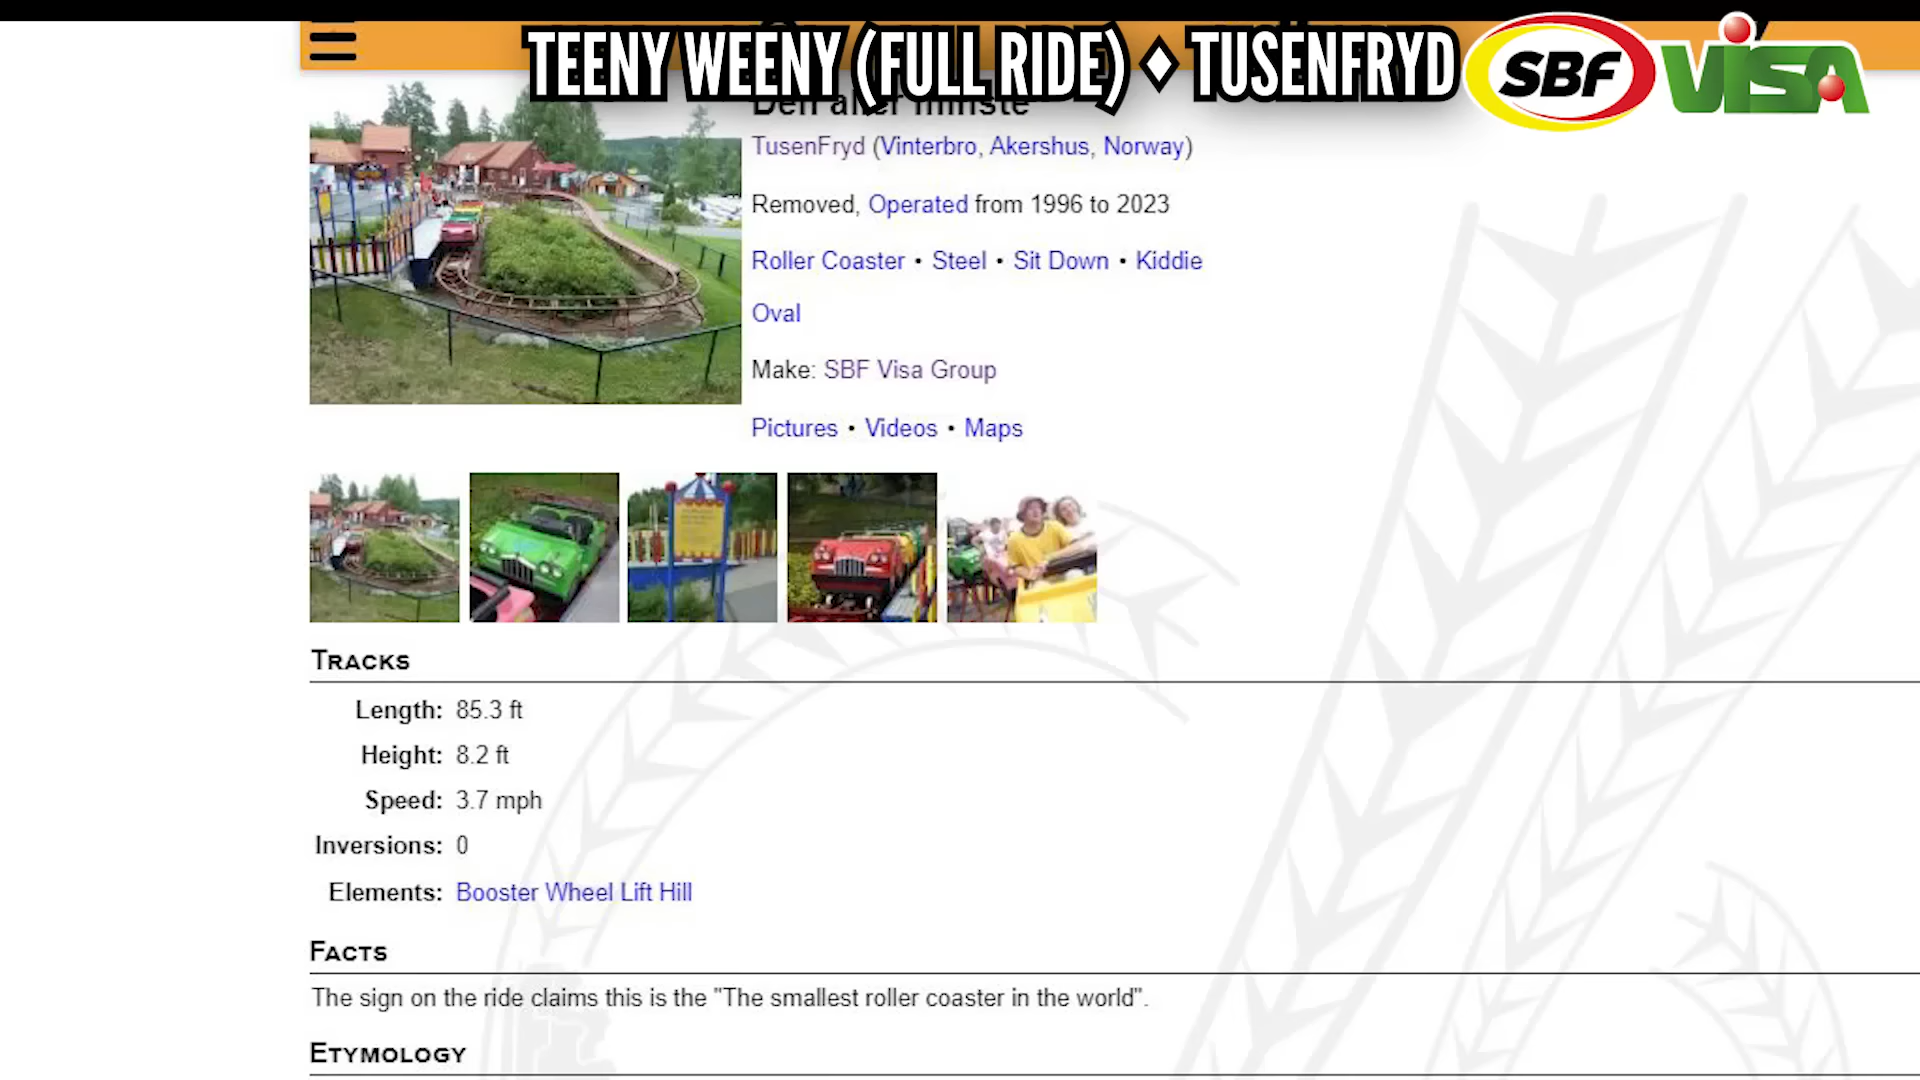 TEENY WEENY (FULL RIDE) ♦ TUSENFRYD
SBF VISA
Den aller minste
TusenFryd (Vinterbro, Akershus, Norway)
Removed, Operated from 1996 to 2023
Roller Coaster • Steel • Sit Down • Kiddie
Oval
Make: SBF Visa Group
Pictures • Videos • Maps
Tracks
Length: 85.3 ft
Height: 8.2 ft
Speed: 3.7 mph
Inversions: 0
Elements: Booster Wheel Lift Hill
Facts
The sign on the ride claims this is the "The smallest roller coaster in the world".
Etymology